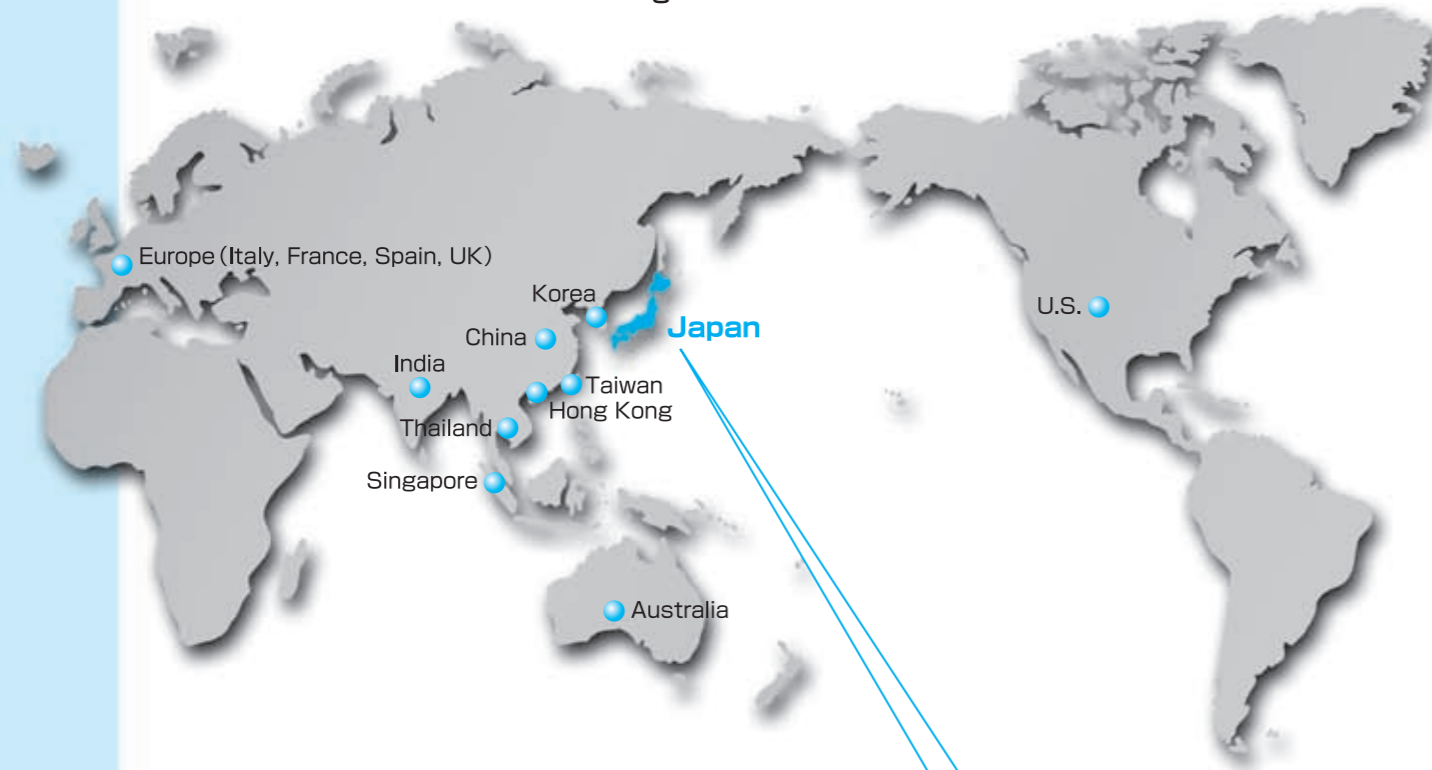 Europe (Italy, France, Spain, UK)
Korea
U.S.
Japan
China
India
Taiwan
Hong Kong
Thailand
Singapore
Australia